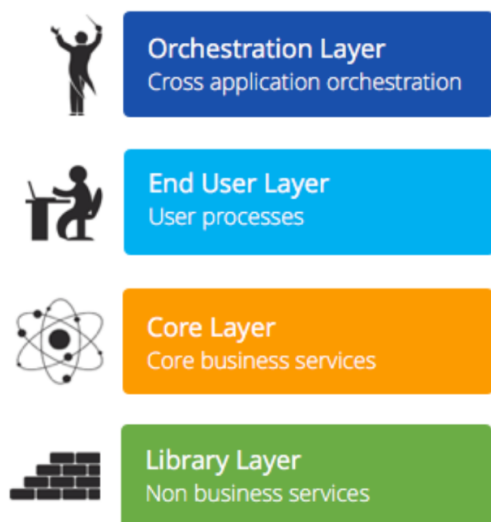 Orchestration Layer
Cross application orchestration
End User Layer
User processes
Core Layer
Core business services
Library Layer
Non business services